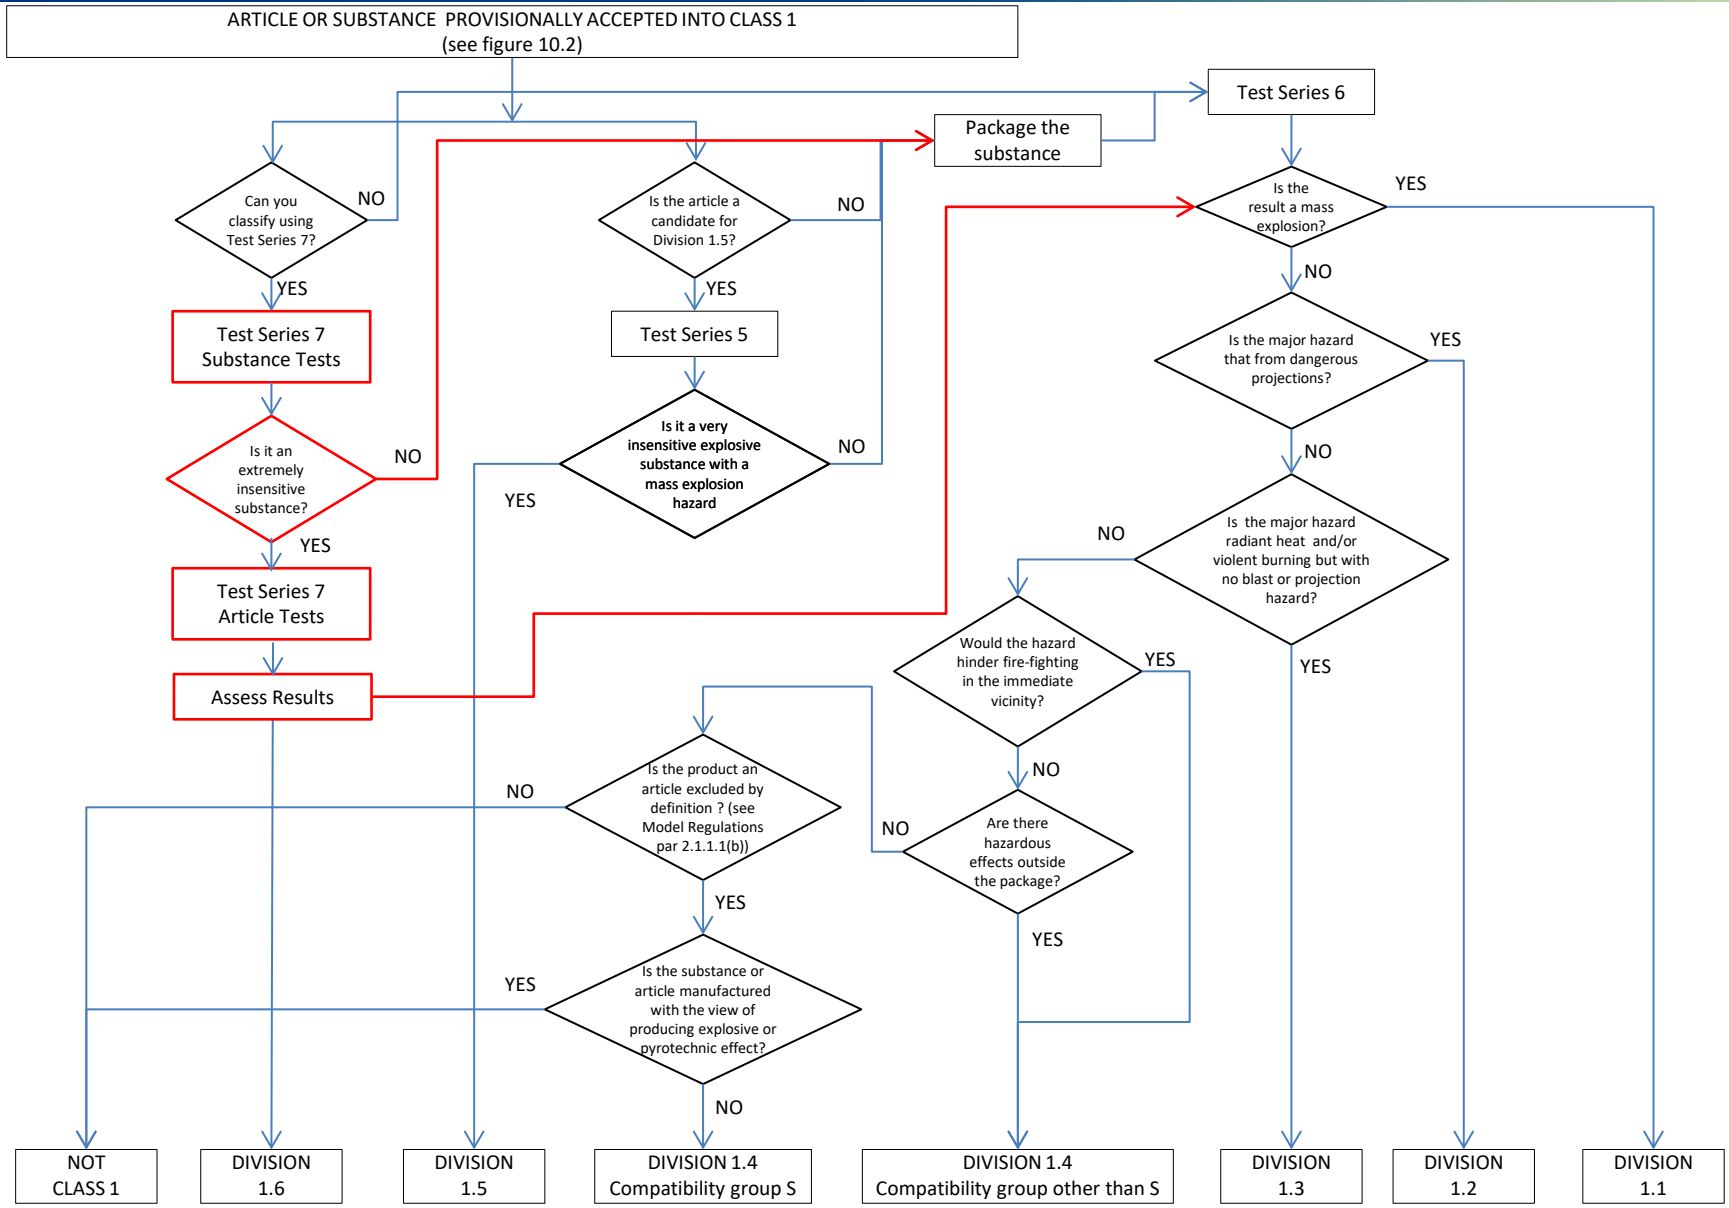 ARTICLE OR SUBSTANCE PROVISIONALLY ACCEPTED INTO CLASS 1
(see figure 10.2)
Test Series 6
Package the
substance
Can you
classify using
Test Series 7?
NO
YES
Is the article a
candidate for
Division 1.5?
NO
YES
Is the
result a mass
explosion?
YES
NO
Test Series 7
Substance Tests
Test Series 5
Is the major hazard
that from dangerous
projections?
YES
NO
Is it an
extremely
insensitive
substance?
NO
YES
Is it a very
insensitive explosive
substance with a
mass explosion
hazard
NO
YES
Is the major hazard
radiant heat and/or
violent burning but with
no blast or projection
hazard?
NO
YES
Test Series 7
Article Tests
Assess Results
Would the hazard
hinder fire-fighting
in the immediate
vicinity?
YES
NO
Is the product an
article excluded by
definition ? (see
Model Regulations
par 2.1.1.1(b))
NO
YES
Are there
hazardous
effects outside
the package?
NO
YES
Is the substance or
article manufactured
with the view of
producing explosive or
pyrotechnic effect?
YES
NO
NOT
CLASS 1
DIVISION
1.6
DIVISION
1.5
DIVISION 1.4
Compatibility group S
DIVISION 1.4
Compatibility group other than S
DIVISION
1.3
DIVISION
1.2
DIVISION
1.1